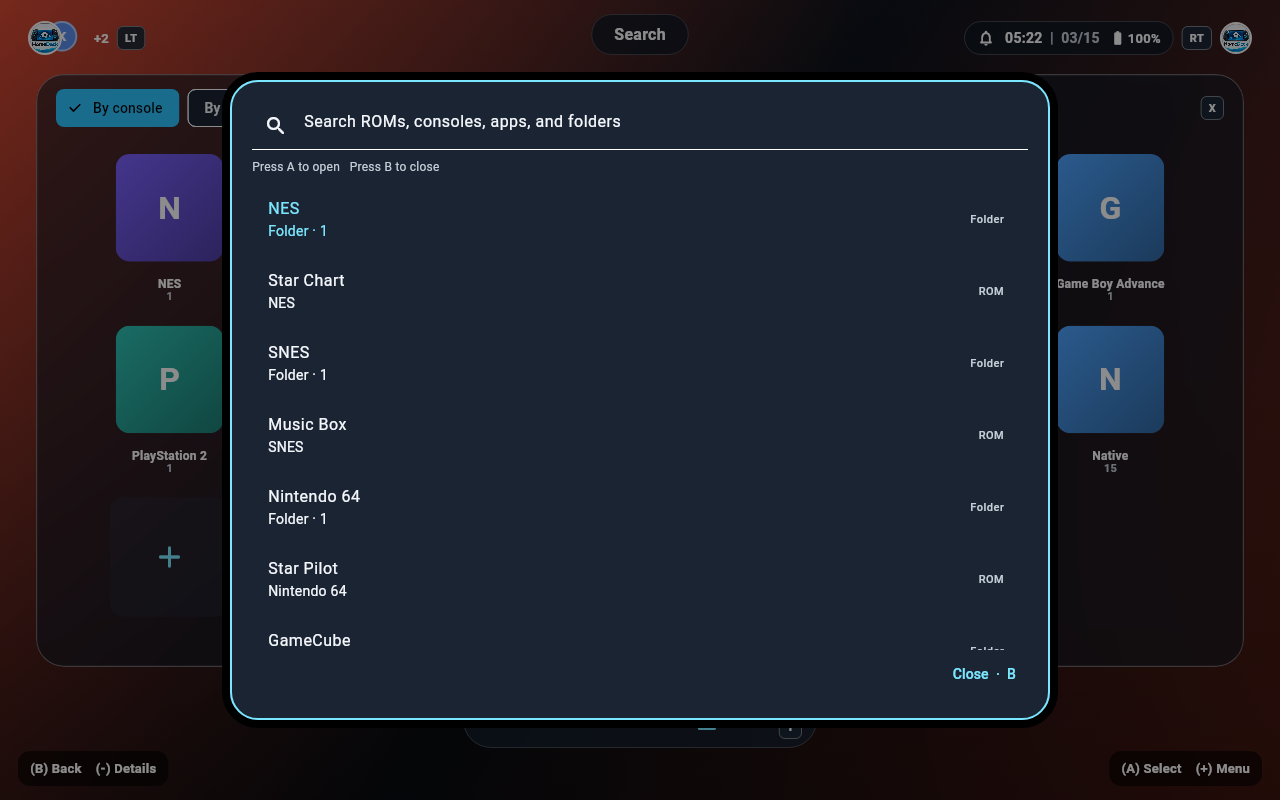 +2 LT
Search
05:22 | 03/15 100% RT
By console
By
X
Search ROMs, consoles, apps, and folders
Press A to open Press B to close
NES
Folder · 1
Folder
Star Chart
NES
ROM
SNES
Folder · 1
Folder
Music Box
SNES
ROM
Nintendo 64
Folder · 1
Folder
Star Pilot
Nintendo 64
ROM
GameCube
Folder
Close · B
N
NES
1
G
Game Boy Advance
1
P
PlayStation 2
1
N
Native
15
(B) Back (-) Details
(A) Select (+) Menu